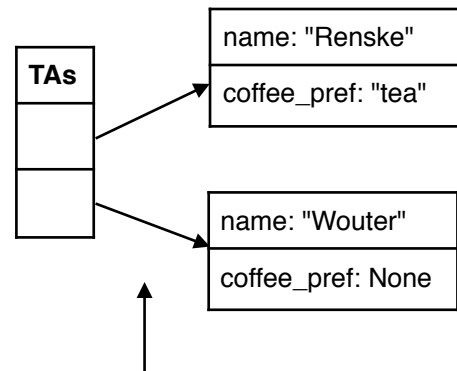 TAs
name: "Renske"
coffee_pref: "tea"
name: "Wouter"
coffee_pref: None